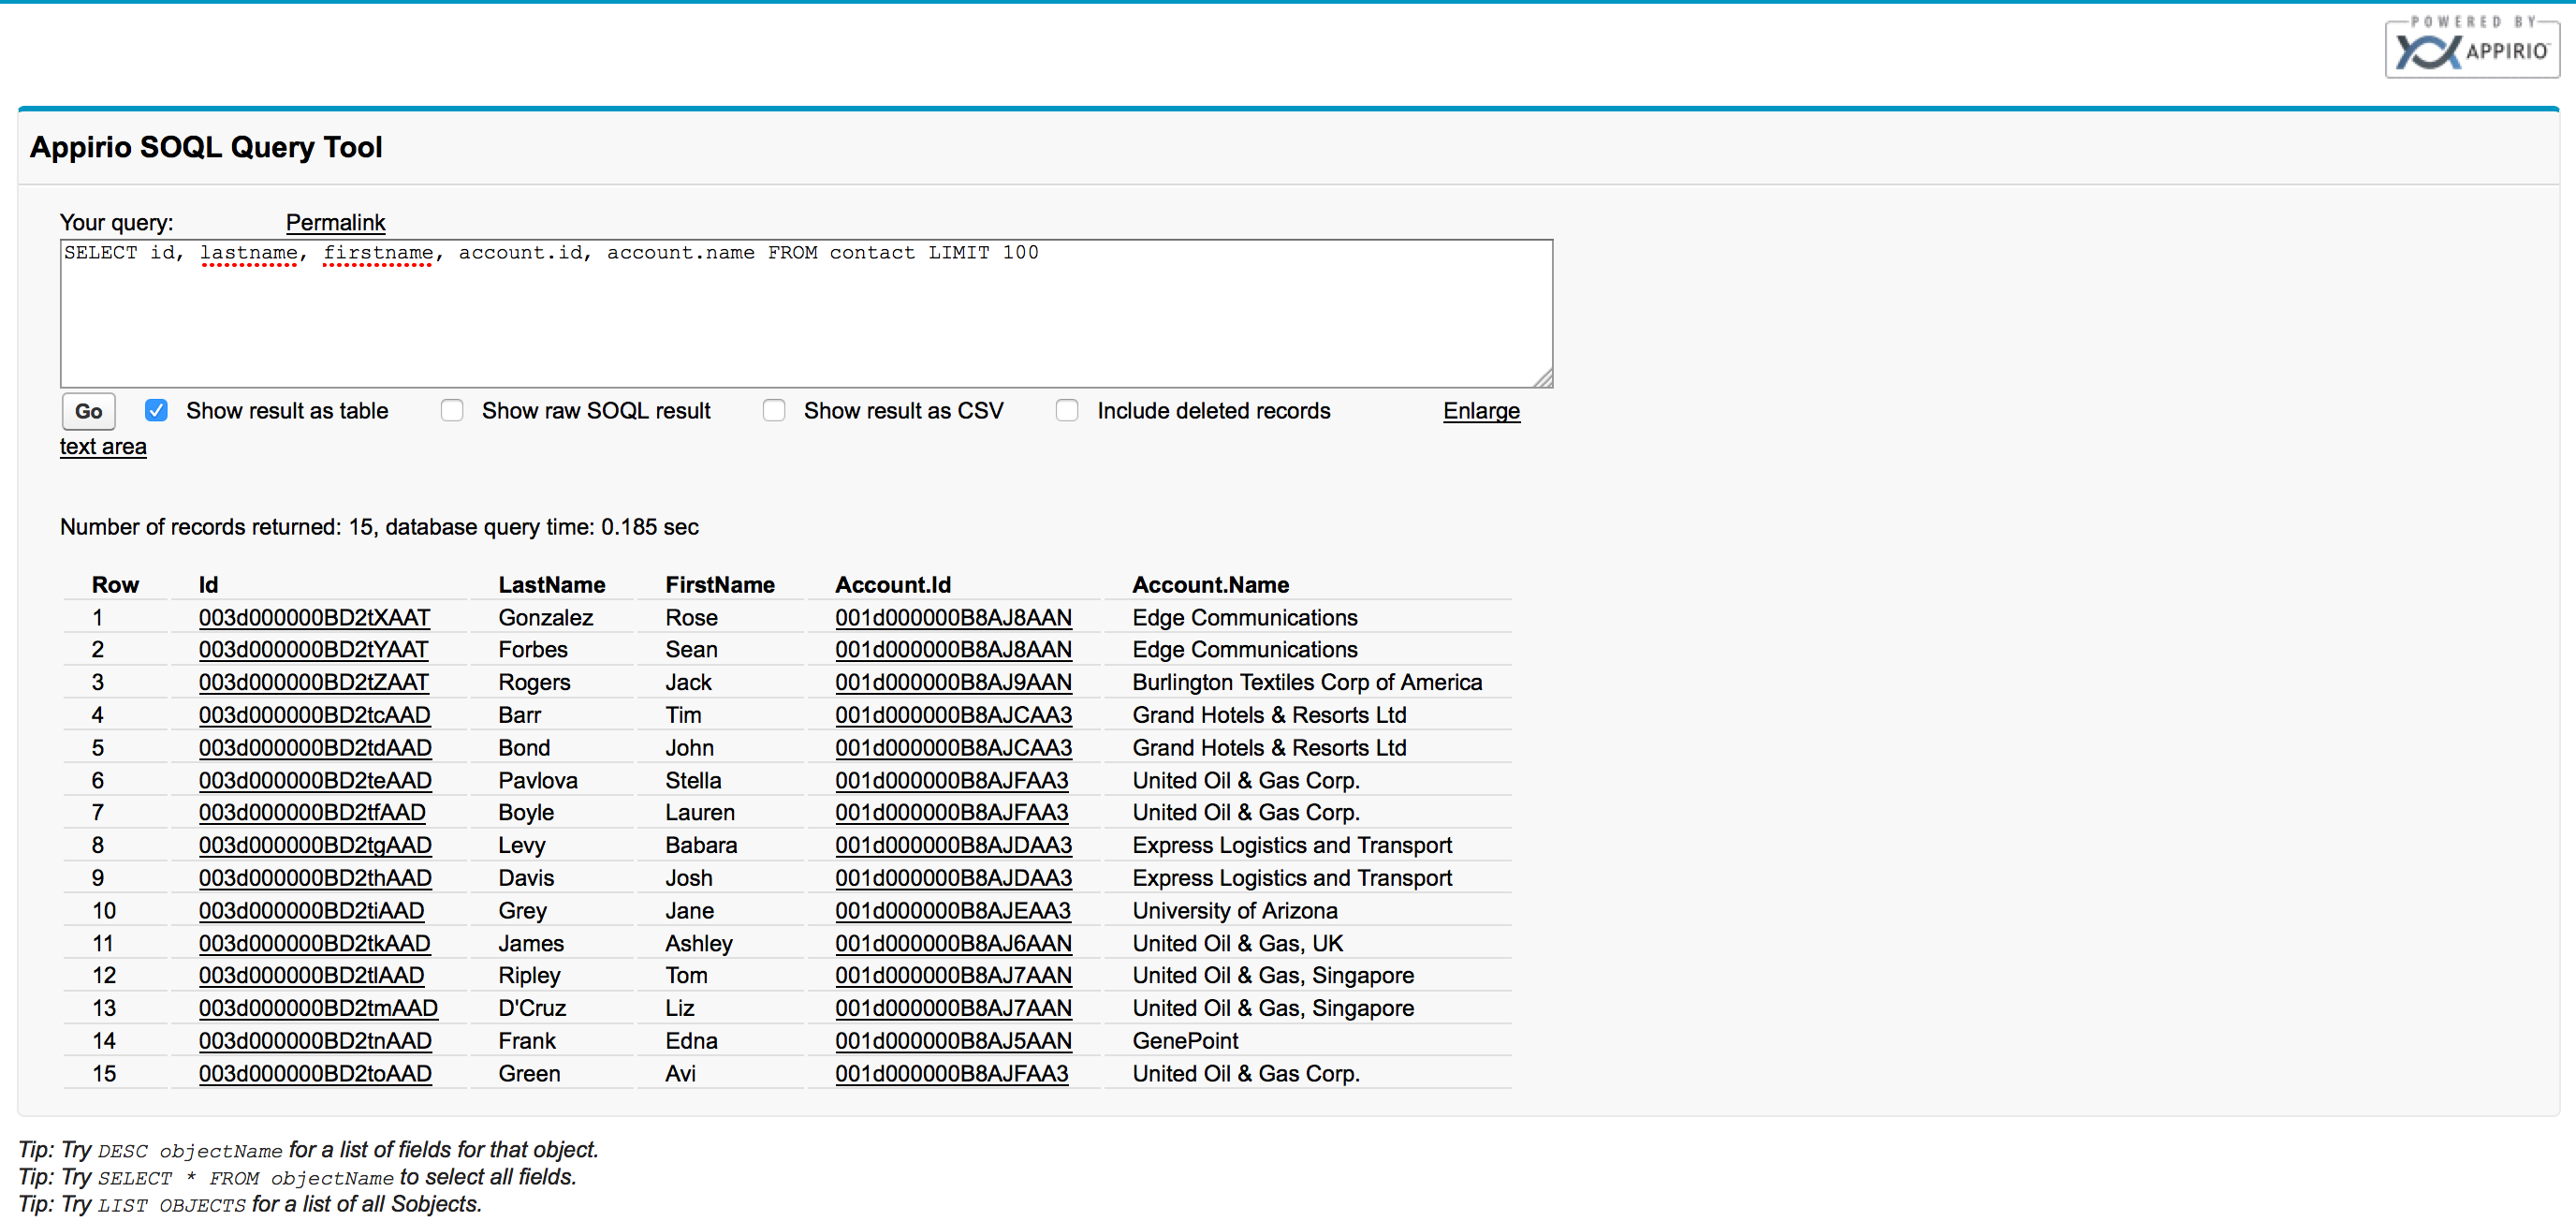 POWERED BY
APPIRIO
Appirio SOQL Query Tool
Your query: Permalink
SELECT id, lastname, firstname, account.id, account.name FROM contact LIMIT 100
Go Show result as table Show raw SOQL result Show result as CSV Include deleted records Enlarge
text area
Number of records returned: 15, database query time: 0.185 sec
Row Id LastName FirstName Account.Id Account.Name
1 003d000000BD2tXAAT Gonzalez Rose 001d000000B8AJ8AAN Edge Communications
2 003d000000BD2tYAAT Forbes Sean 001d000000B8AJ8AAN Edge Communications
3 003d000000BD2tZAAT Rogers Jack 001d000000B8AJ9AAN Burlington Textiles Corp of America
4 003d000000BD2tcAAD Barr Tim 001d000000B8AJCAA3 Grand Hotels & Resorts Ltd
5 003d000000BD2tdAAD Bond John 001d000000B8AJCAA3 Grand Hotels & Resorts Ltd
6 003d000000BD2teAAD Pavlova Stella 001d000000B8AJFAA3 United Oil & Gas Corp.
7 003d000000BD2tfAAD Boyle Lauren 001d000000B8AJFAA3 United Oil & Gas Corp.
8 003d000000BD2tgAAD Levy Babara 001d000000B8AJDAA3 Express Logistics and Transport
9 003d000000BD2thAAD Davis Josh 001d000000B8AJDAA3 Express Logistics and Transport
10 003d000000BD2tiAAD Grey Jane 001d000000B8AJEAA3 University of Arizona
11 003d000000BD2tkAAD James Ashley 001d000000B8AJ6AAN United Oil & Gas, UK
12 003d000000BD2tlAAD Ripley Tom 001d000000B8AJ7AAN United Oil & Gas, Singapore
13 003d000000BD2tmAAD D'Cruz Liz 001d000000B8AJ7AAN United Oil & Gas, Singapore
14 003d000000BD2tnAAD Frank Edna 001d000000B8AJ5AAN GenePoint
15 003d000000BD2toAAD Green Avi 001d000000B8AJFAA3 United Oil & Gas Corp.
Tip: Try DESC objectName for a list of fields for that object.
Tip: Try SELECT * FROM objectName to select all fields.
Tip: Try LIST OBJECTS for a list of all Sobjects.